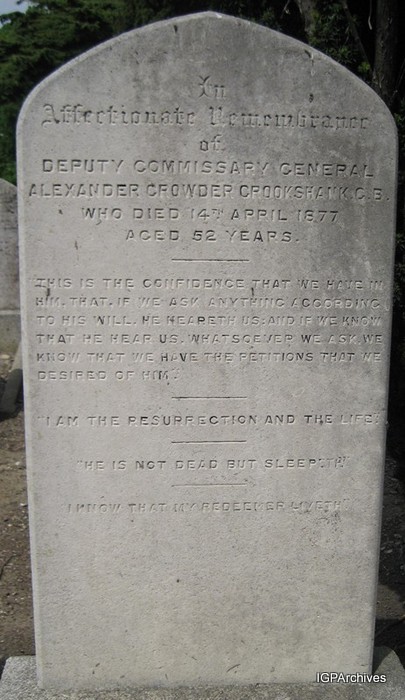 In
Affectionate Remembrance
of
DEPUTY COMMISSARY GENERAL
ALEXANDER CROWDER CROOKSHANK, C.B.
WHO DIED 14TH APRIL 1877
AGED 52 YEARS.
"THIS IS THE CONFIDENCE THAT WE HAVE IN
HIM, THAT, IF WE ASK ANYTHING ACCORDING
TO HIS WILL, HE HEARETH US: AND IF WE KNOW
THAT HE HEAR US, WHATSOEVER WE ASK, WE
KNOW THAT WE HAVE THE PETITIONS THAT WE
DESIRED OF HIM."
"I AM THE RESURRECTION AND THE LIFE."
"HE IS NOT DEAD BUT SLEEPETH"
"I KNOW THAT MY REDEEMER LIVETH"
IGPArchives